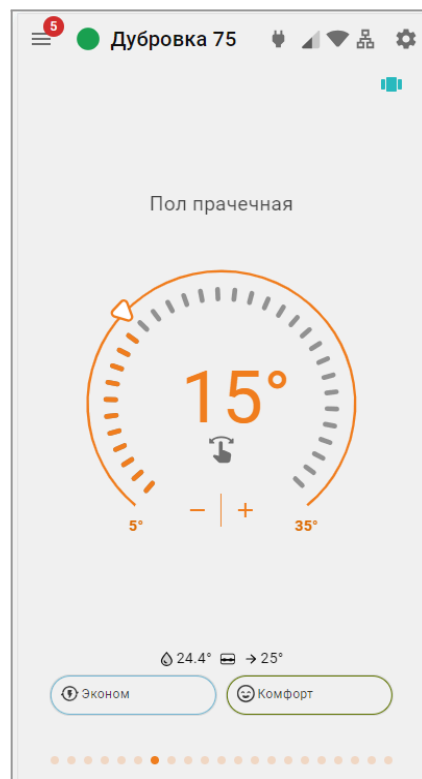 5
Дубровка 75
Пол прачечная
15°
− +
5° 35°
24.4° → 25°
Эконом Комфорт